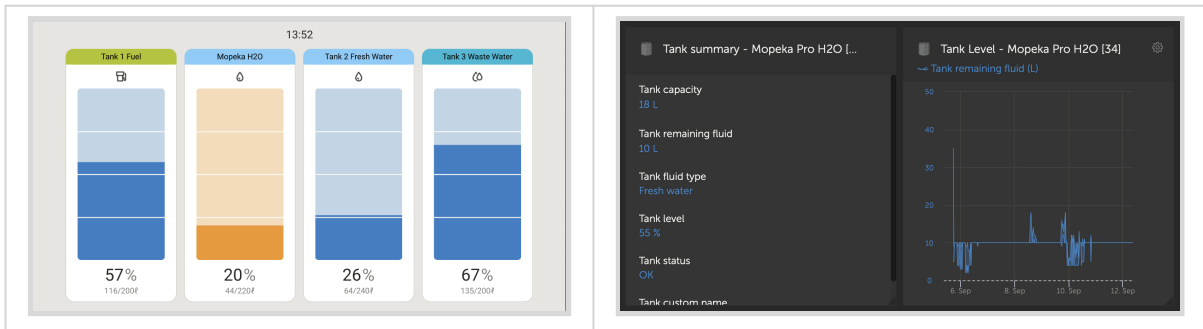 13:52
Tank 1 Fuel
Mopeka H2O
Tank 2 Fresh Water
Tank 3 Waste Water
57%
20%
26%
67%
116/200ℓ
44/220ℓ
64/240ℓ
135/200ℓ
Tank summary - Mopeka Pro H2O [...
Tank capacity
18 L
Tank remaining fluid
10 L
Tank fluid type
Fresh water
Tank level
55 %
Tank status
OK
Tank custom name
Tank Level - Mopeka Pro H2O [34]
Tank remaining fluid (L)
50
40
30
20
10
0
6. Sep
8. Sep
10. Sep
12. Sep